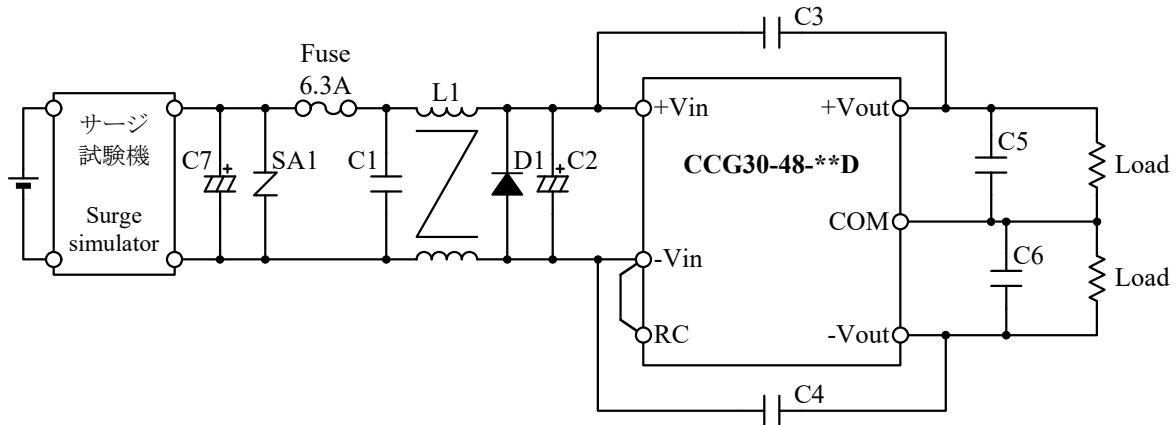 C3
Fuse
6.3A
L1
+Vin
+Vout
サージ
試験機
C7
+
SA1
C1
D1
+
C2
CCG30-48-**D
C5
Load
Surge
simulator
COM
-Vin
C6
Load
RC
-Vout
C4